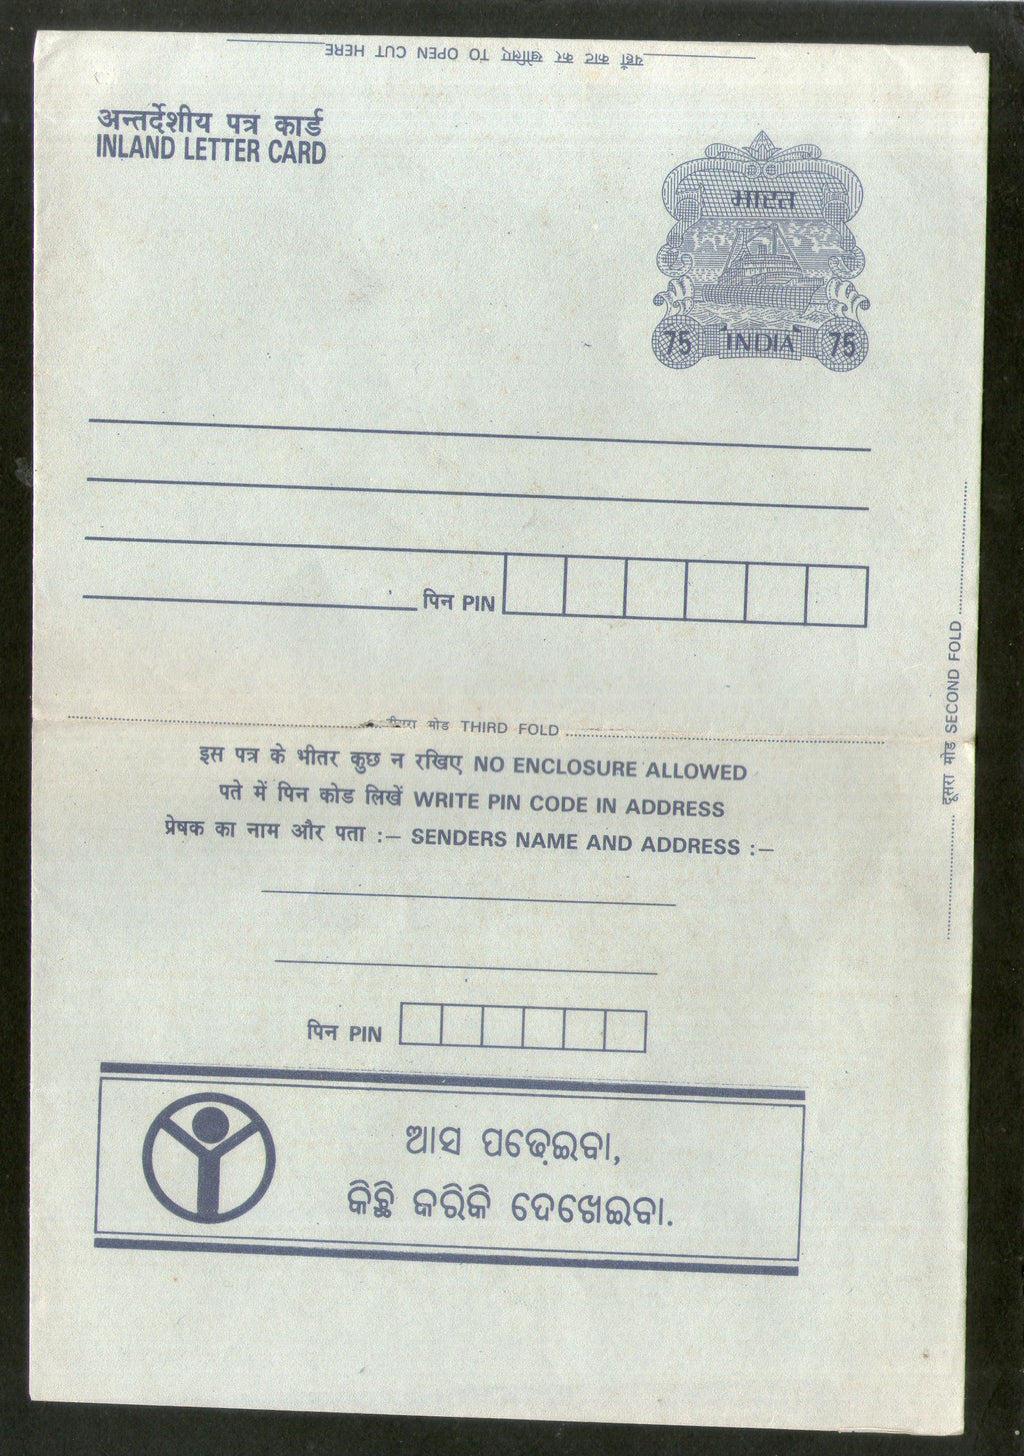 यहाँ काट कर खोलिए TO OPEN CUT HERE
अन्तर्देशीय पत्र कार्ड
INLAND LETTER CARD
भारत
75 INDIA 75
पिन PIN
दूसरा मोड SECOND FOLD
तीसरा मोड THIRD FOLD
इस पत्र के भीतर कुछ न रखिए NO ENCLOSURE ALLOWED
पते में पिन कोड लिखें WRITE PIN CODE IN ADDRESS
प्रेषक का नाम और पता :— SENDERS NAME AND ADDRESS :—
पिन PIN
ଆସ ପଢ଼େଇବା,
କିଛି କରିକି ଦେଖେଇବା.